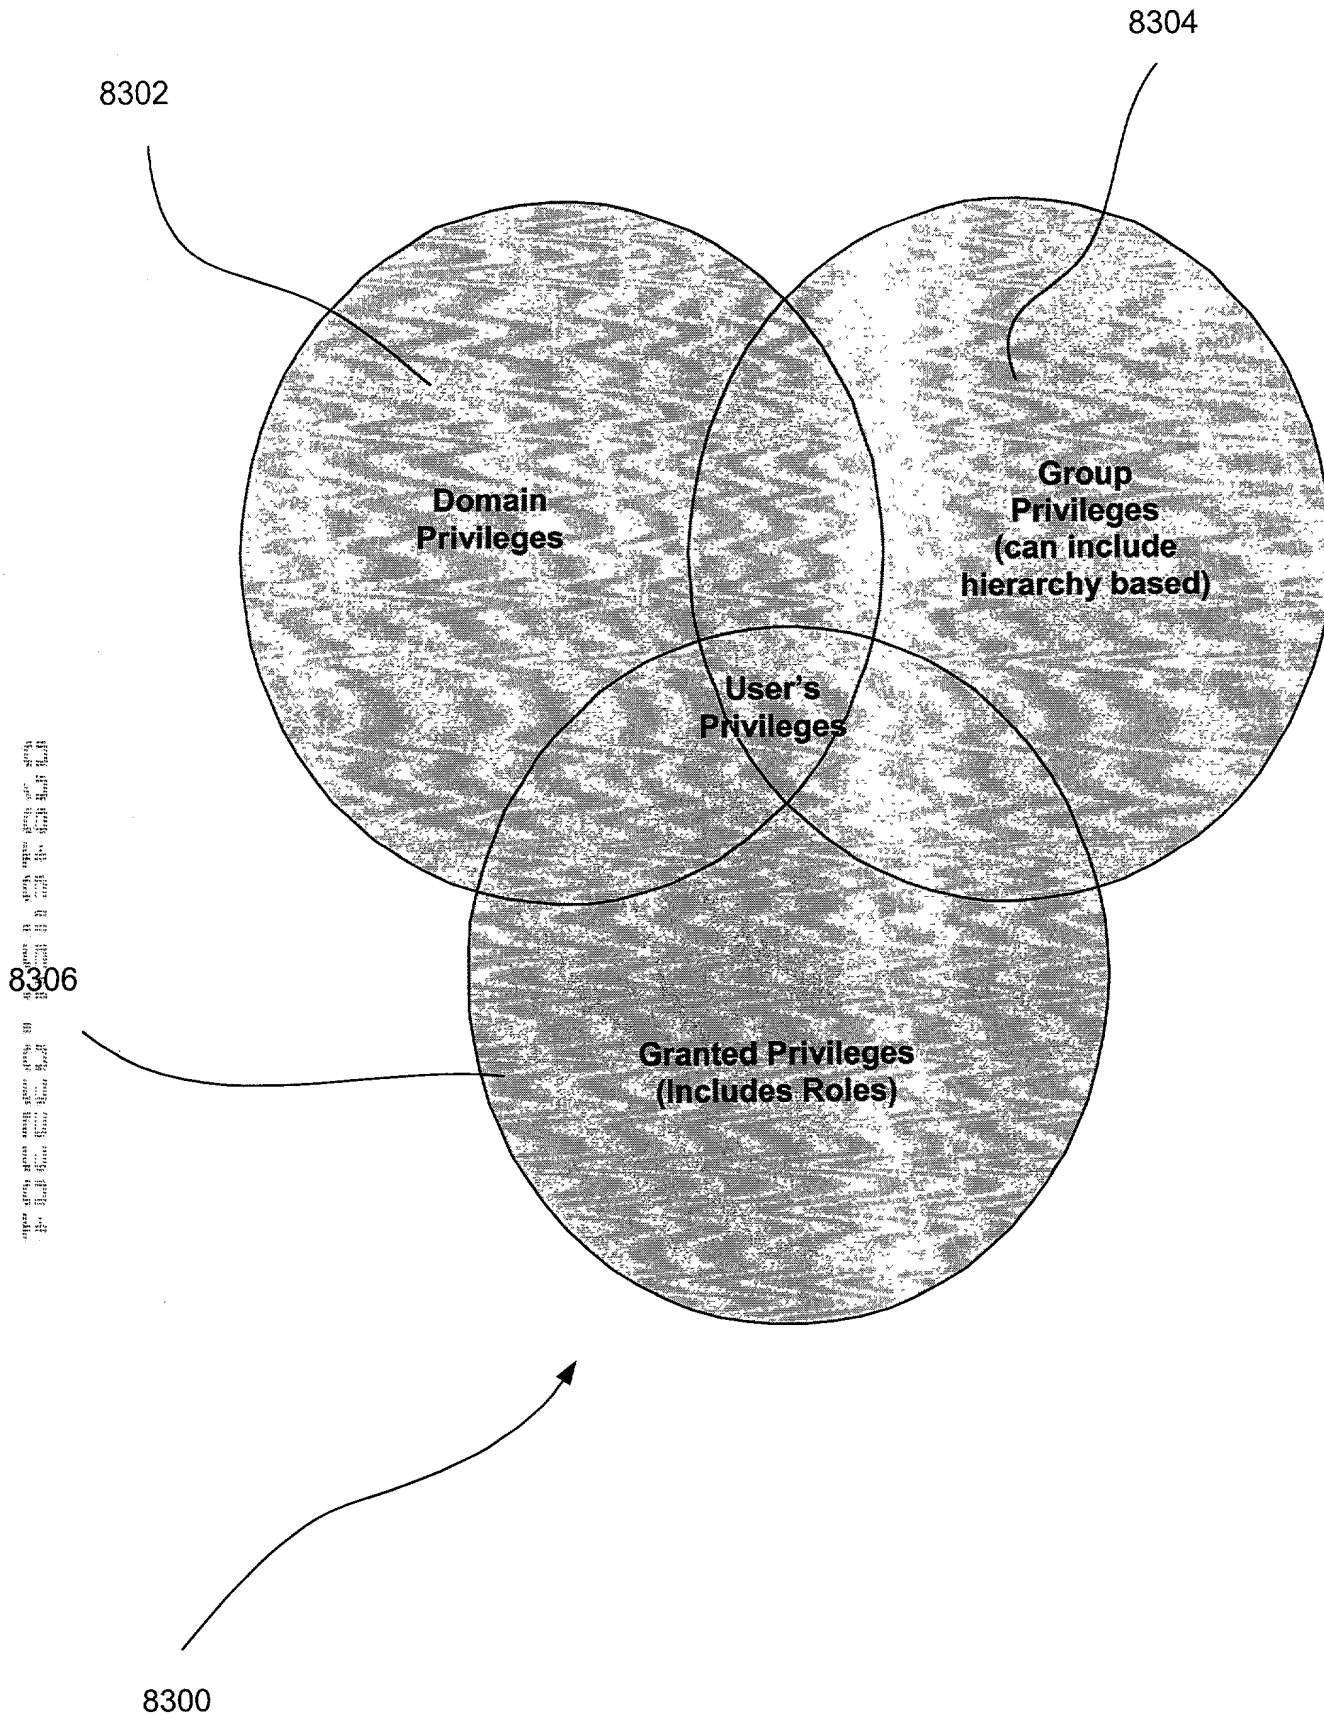 8304
8302
Domain
Privileges
Group
Privileges
(can include
hierarchy based)
User's
Privileges
8306
Granted Privileges
(Includes Roles)
8300